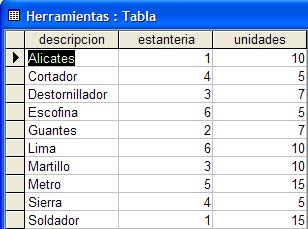 Herramientas : Tabla
descripcion estanteria unidades
Alicates 1 10
Cortador 4 5
Destornillador 3 7
Escofina 6 5
Guantes 2 7
Lima 6 10
Martillo 3 10
Metro 5 15
Sierra 4 5
Soldador 1 15